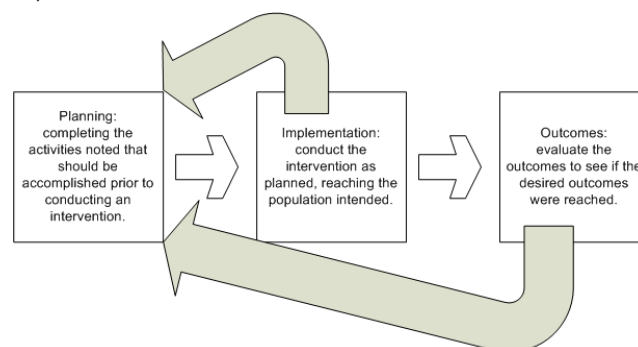 Planning:
completing the
activities noted that
should be
accomplished prior to
conducting an
intervention.
Implementation:
conduct the
intervention as
planned, reaching the
population intended.
Outcomes:
evaluate the
outcomes to see if the
desired outcomes
were reached.